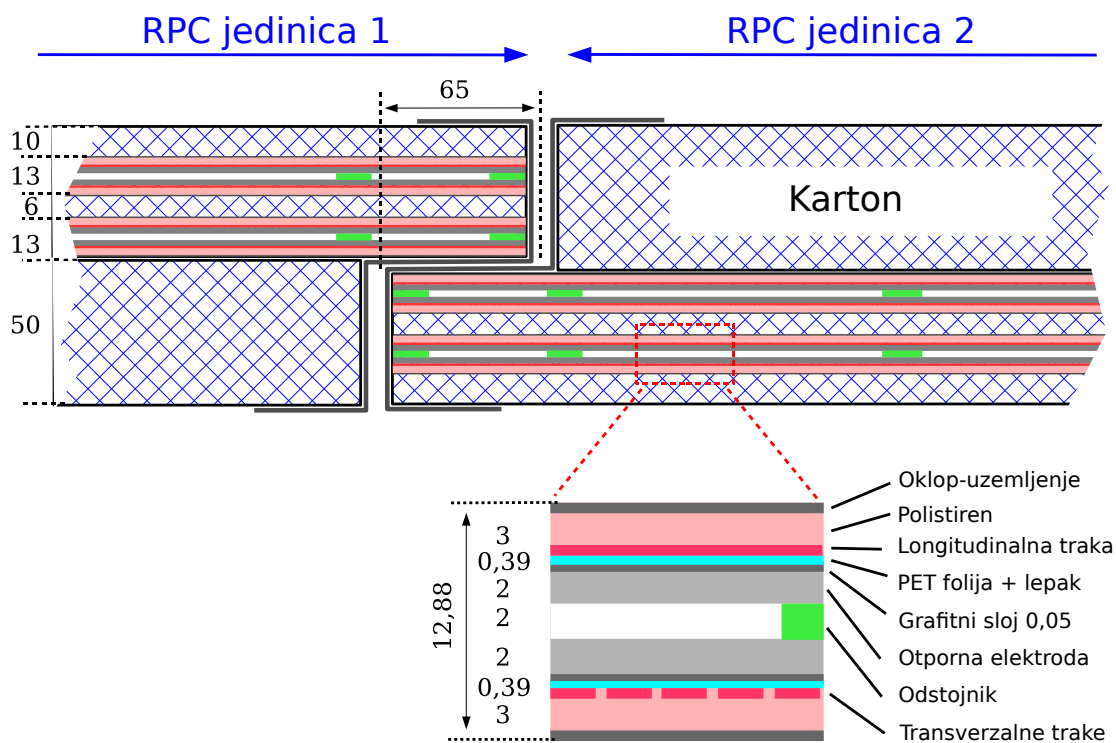 RPC jedinica 1
RPC jedinica 2
65
10
13
6
13
50
Karton
Oklop-uzemljenje
Polistiren
Longitudinalna traka
PET folija + lepak
Grafitni sloj 0,05
Otporna elektroda
Odstojnik
Transverzalne trake
12,88
3
0,39
2
2
2
0,39
3